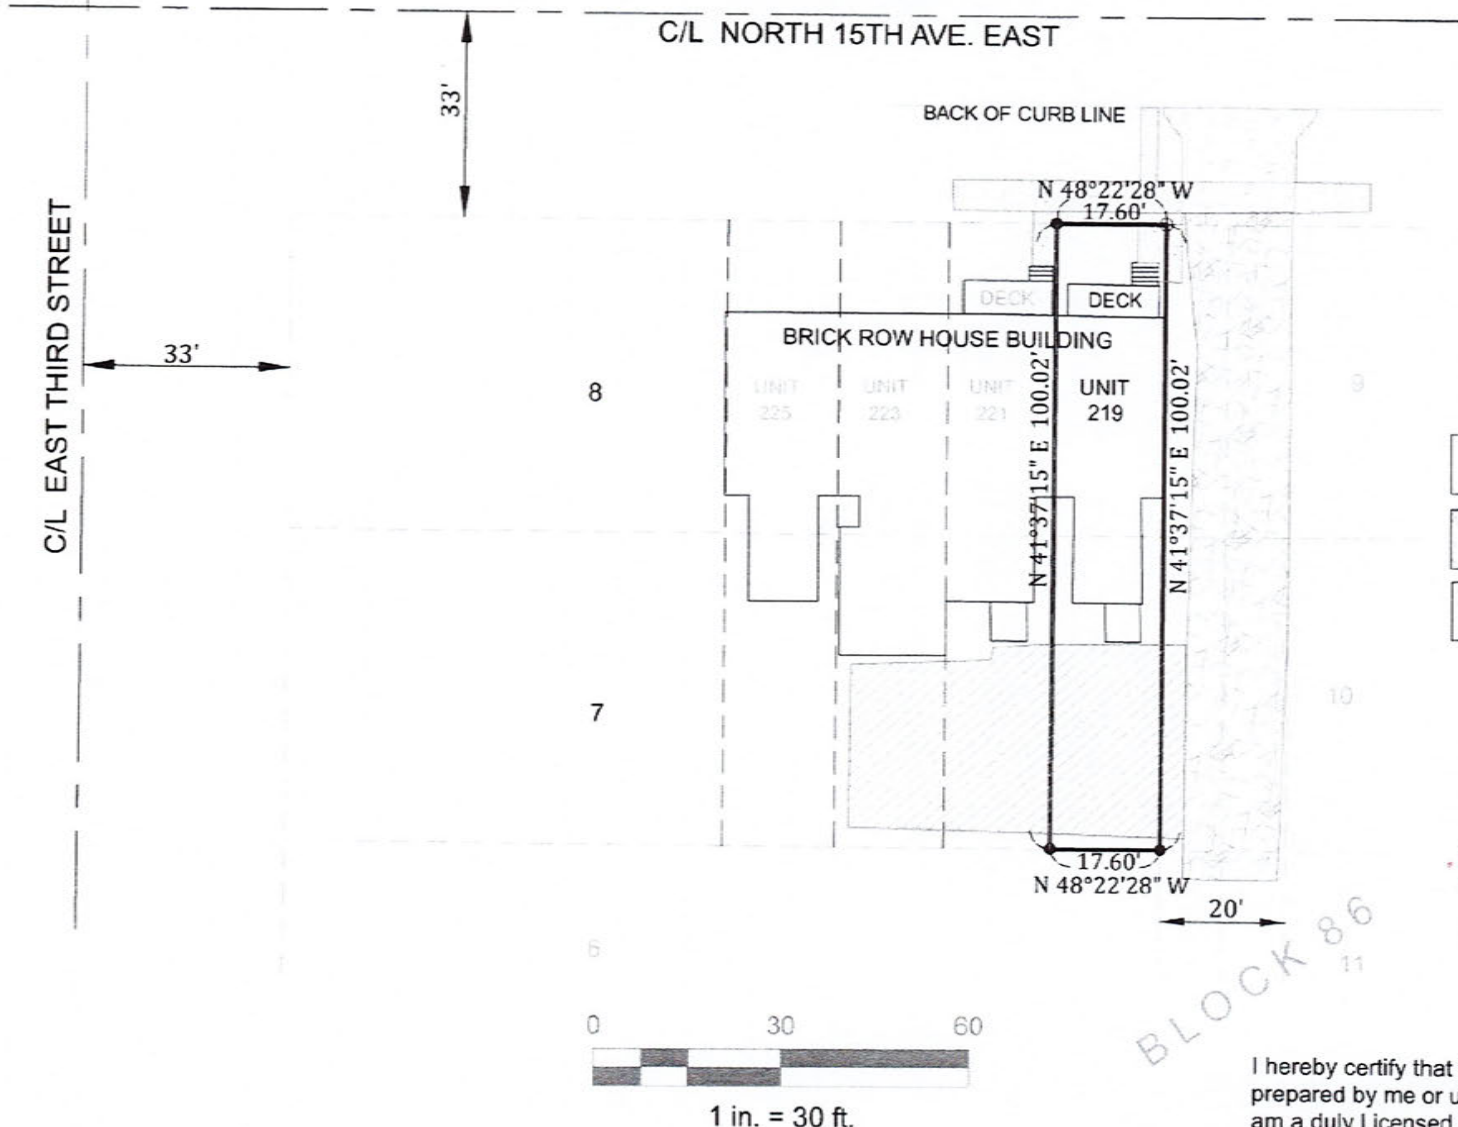 C/L NORTH 15TH AVE. EAST
33'
BACK OF CURB LINE
N 48°22'28" W
17.60'
C/L EAST THIRD STREET
33'
DECK
DECK
BRICK ROW HOUSE BUILDING
8
UNIT
225
UNIT
223
UNIT
221
UNIT
219
9
N 41°37'15" E 100.02'
N 41°37'15" E 100.02'
7
10
17.60'
N 48°22'28" W
20'
6
BLOCK 86
11
0 30 60
1 in. = 30 ft.
I hereby certify that
prepared by me or u
am a duly Licensed